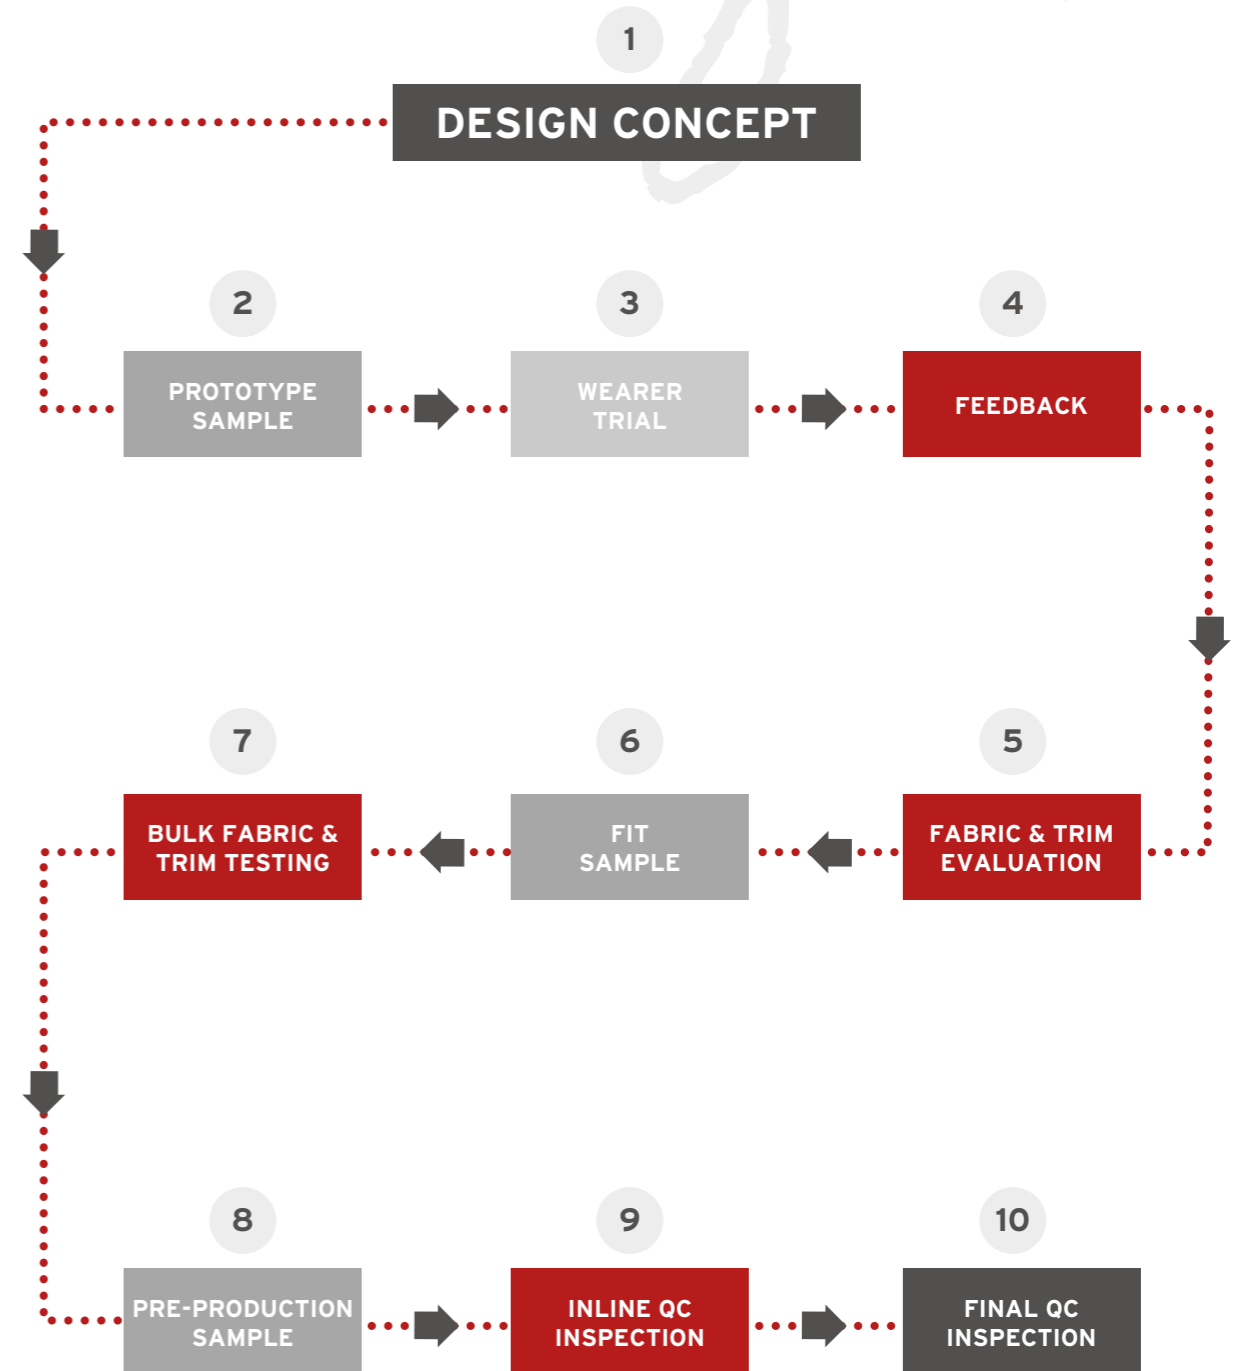 1
DESIGN CONCEPT
2
PROTOTYPE
SAMPLE
3
WEARER
TRIAL
4
FEEDBACK
5
FABRIC & TRIM
EVALUATION
6
FIT
SAMPLE
7
BULK FABRIC &
TRIM TESTING
8
PRE-PRODUCTION
SAMPLE
9
INLINE QC
INSPECTION
10
FINAL QC
INSPECTION